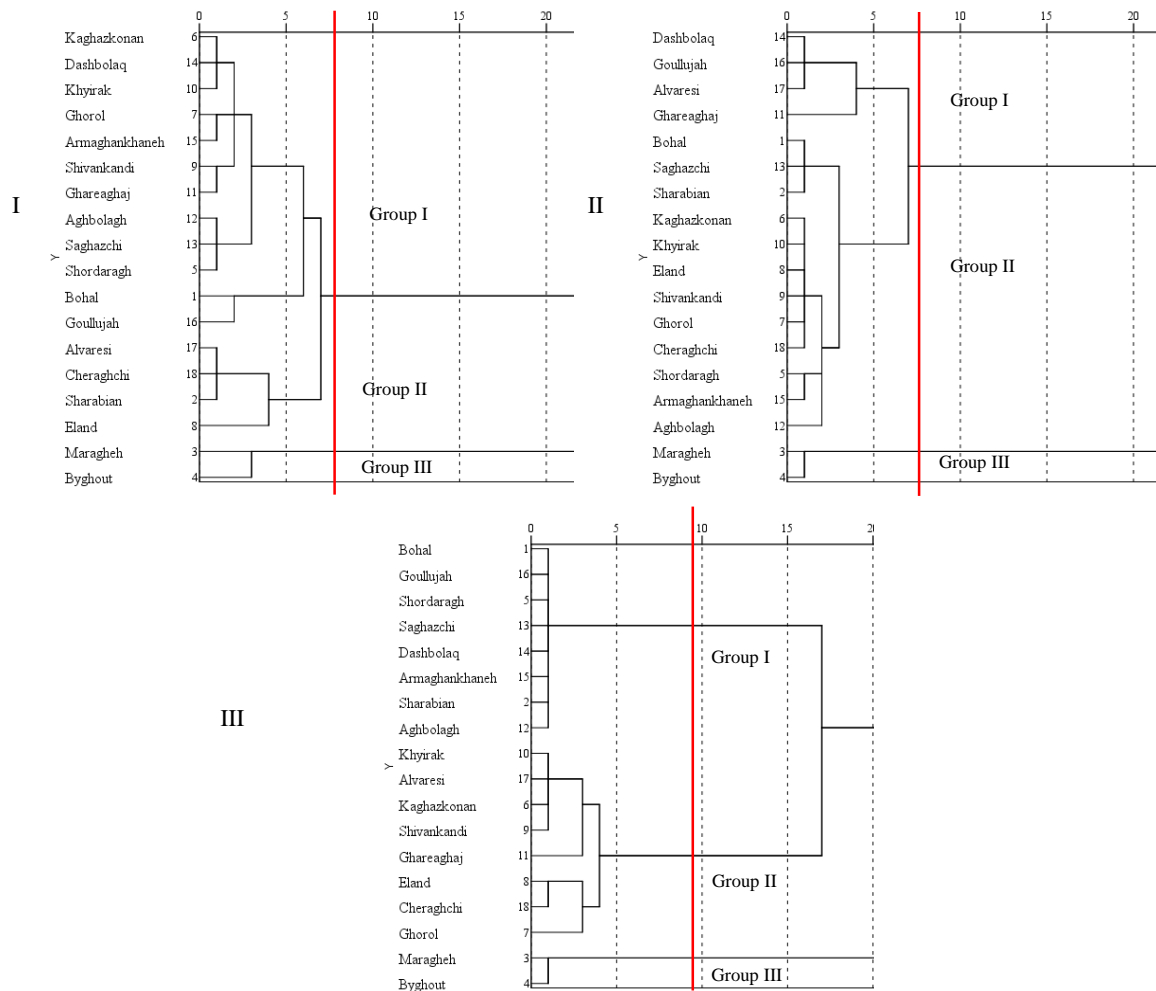 0 5 10 15 20
Kaghazkonan 6
Dashbolaq 14
Khyirak 10
Ghorol 7
Armaghankhaneh 15
Shivankandi 9
Ghareaghaj 11
Aghbolagh 12
Saghazchi 13
Shordaragh 5
Bohal 1
Goullujah 16
Alvaresi 17
Cheraghchi 18
Sharabian 2
Eland 8
Maragheh 3
Byghout 4
Y
I
Group I
Group II
Group III
0 5 10 15 20
Dashbolaq 14
Goullujah 16
Alvaresi 17
Ghareaghaj 11
Bohal 1
Saghazchi 13
Sharabian 2
Kaghazkonan 6
Khyirak 10
Eland 8
Shivankandi 9
Ghorol 7
Cheraghchi 18
Shordaragh 5
Armaghankhaneh 15
Aghbolagh 12
Maragheh 3
Byghout 4
Y
II
Group I
Group II
Group III
0 5 10 15 20
Bohal 1
Goullujah 16
Shordaragh 5
Saghazchi 13
Dashbolaq 14
Armaghankhaneh 15
Sharabian 2
Aghbolagh 12
Khyirak 10
Alvaresi 17
Kaghazkonan 6
Shivankandi 9
Ghareaghaj 11
Eland 8
Cheraghchi 18
Ghorol 7
Maragheh 3
Byghout 4
Y
III
Group I
Group II
Group III